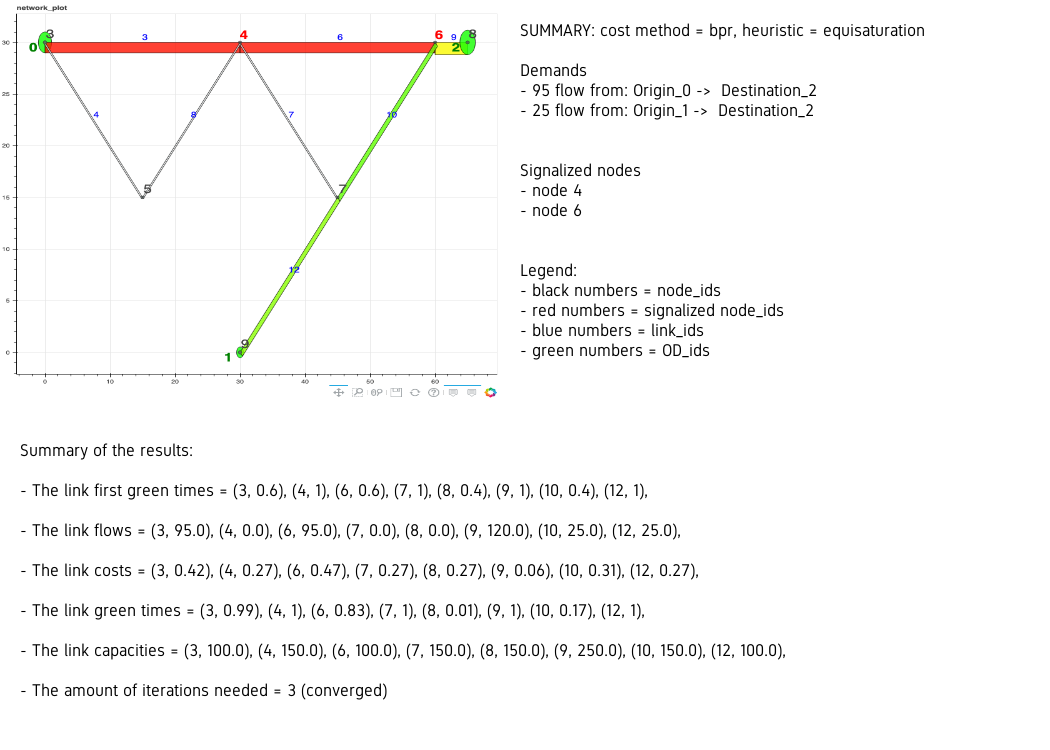 network_plot
3
3
4
6
6
9
8
0
2
30
25
4
8
7
10
20
5
7
15
10
12
5
9
1
0
0 10 20 30 40 50 60
SUMMARY: cost method = bpr, heuristic = equisaturation
Demands
- 95 flow from: Origin_0 -> Destination_2
- 25 flow from: Origin_1 -> Destination_2
Signalized nodes
- node 4
- node 6
Legend:
- black numbers = node_ids
- red numbers = signalized node_ids
- blue numbers = link_ids
- green numbers = OD_ids
Summary of the results:
- The link first green times = (3, 0.6), (4, 1), (6, 0.6), (7, 1), (8, 0.4), (9, 1), (10, 0.4), (12, 1),
- The link flows = (3, 95.0), (4, 0.0), (6, 95.0), (7, 0.0), (8, 0.0), (9, 120.0), (10, 25.0), (12, 25.0),
- The link costs = (3, 0.42), (4, 0.27), (6, 0.47), (7, 0.27), (8, 0.27), (9, 0.06), (10, 0.31), (12, 0.27),
- The link green times = (3, 0.99), (4, 1), (6, 0.83), (7, 1), (8, 0.01), (9, 1), (10, 0.17), (12, 1),
- The link capacities = (3, 100.0), (4, 150.0), (6, 100.0), (7, 150.0), (8, 150.0), (9, 250.0), (10, 150.0), (12, 100.0),
- The amount of iterations needed = 3 (converged)